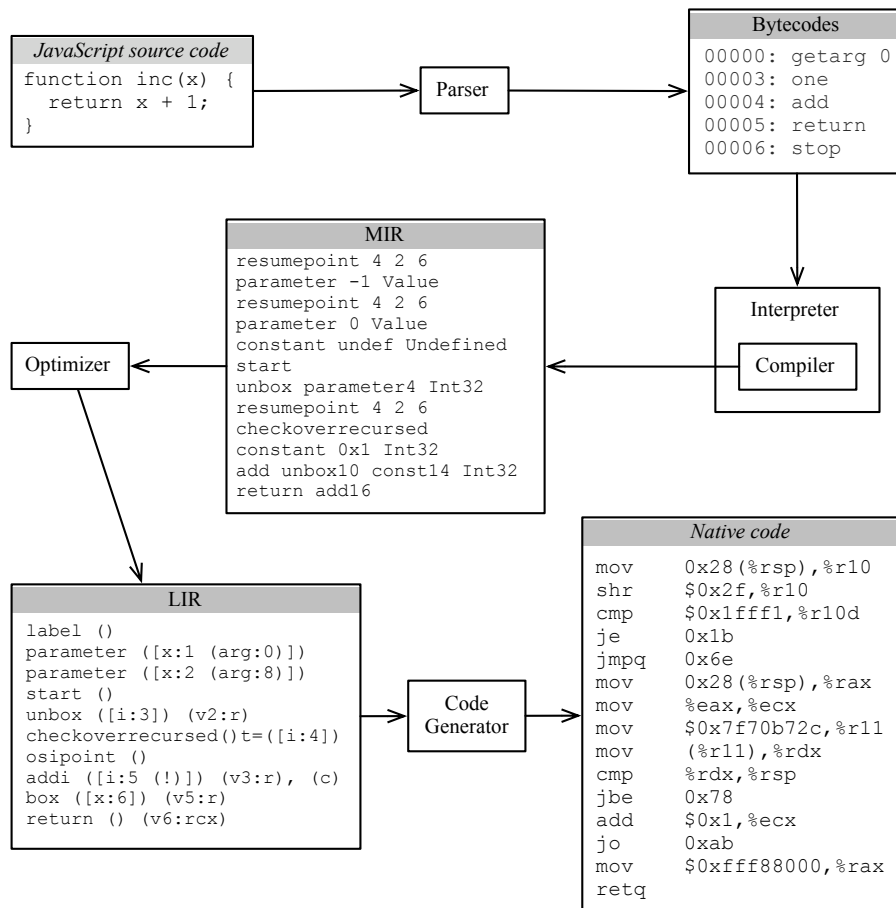 JavaScript source code
function inc(x) {
  return x + 1;
}
Parser
Bytecodes
00000: getarg 0
00003: one
00004: add
00005: return
00006: stop
Interpreter
Compiler
MIR
resumepoint 4 2 6
parameter -1 Value
resumepoint 4 2 6
parameter 0 Value
constant undef Undefined
start
unbox parameter4 Int32
resumepoint 4 2 6
checkoverrecursed
constant 0x1 Int32
add unbox10 const14 Int32
return add16
Optimizer
LIR
label ()
parameter ([x:1 (arg:0)])
parameter ([x:2 (arg:8)])
start ()
unbox ([i:3]) (v2:r)
checkoverrecursed()t=([i:4])
osipoint ()
addi ([i:5 (!)]) (v3:r), (c)
box ([x:6]) (v5:r)
return () (v6:rcx)
Code
Generator
Native code
mov 0x28(%rsp),%r10
shr $0x2f,%r10
cmp $0x1fff1,%r10d
je 0x1b
jmpq 0x6e
mov 0x28(%rsp),%rax
mov %eax,%ecx
mov $0x7f70b72c,%r11
mov (%r11),%rdx
cmp %rdx,%rsp
jbe 0x78
add $0x1,%ecx
jo 0xab
mov $0xfff88000,%rax
retq